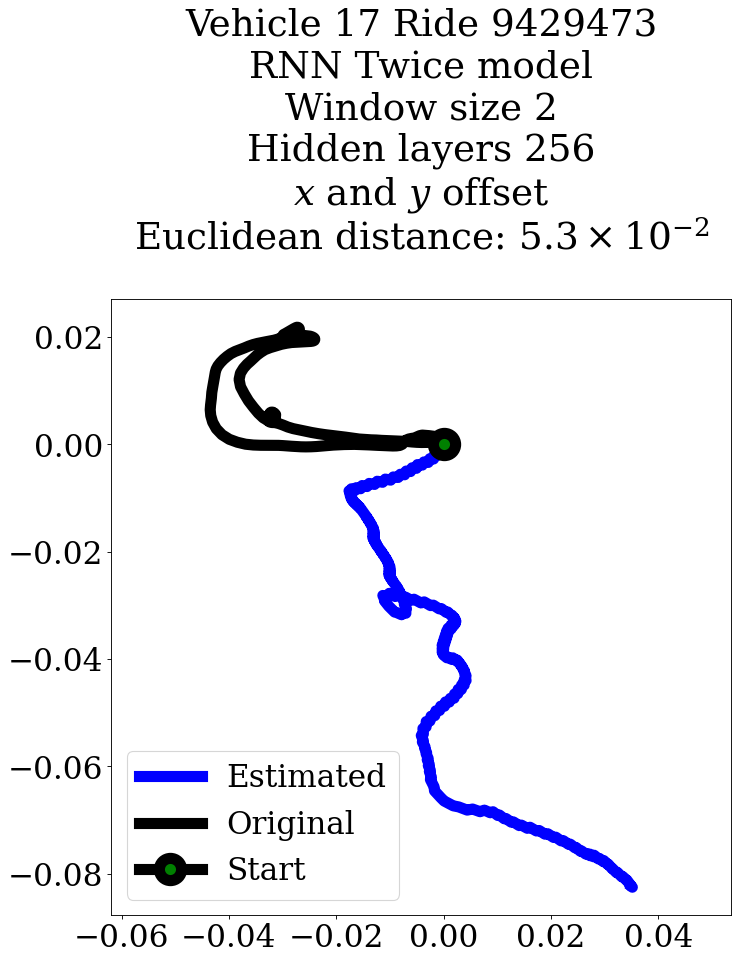 Vehicle 17 Ride 9429473
RNN Twice model
Window size 2
Hidden layers 256
x and y offset
Euclidean distance: 5.3 × 10⁻²
0.02
0.00
−0.02
−0.04
−0.06
−0.08
Estimated
Original
Start
−0.06 −0.04 −0.02 0.00 0.02 0.04